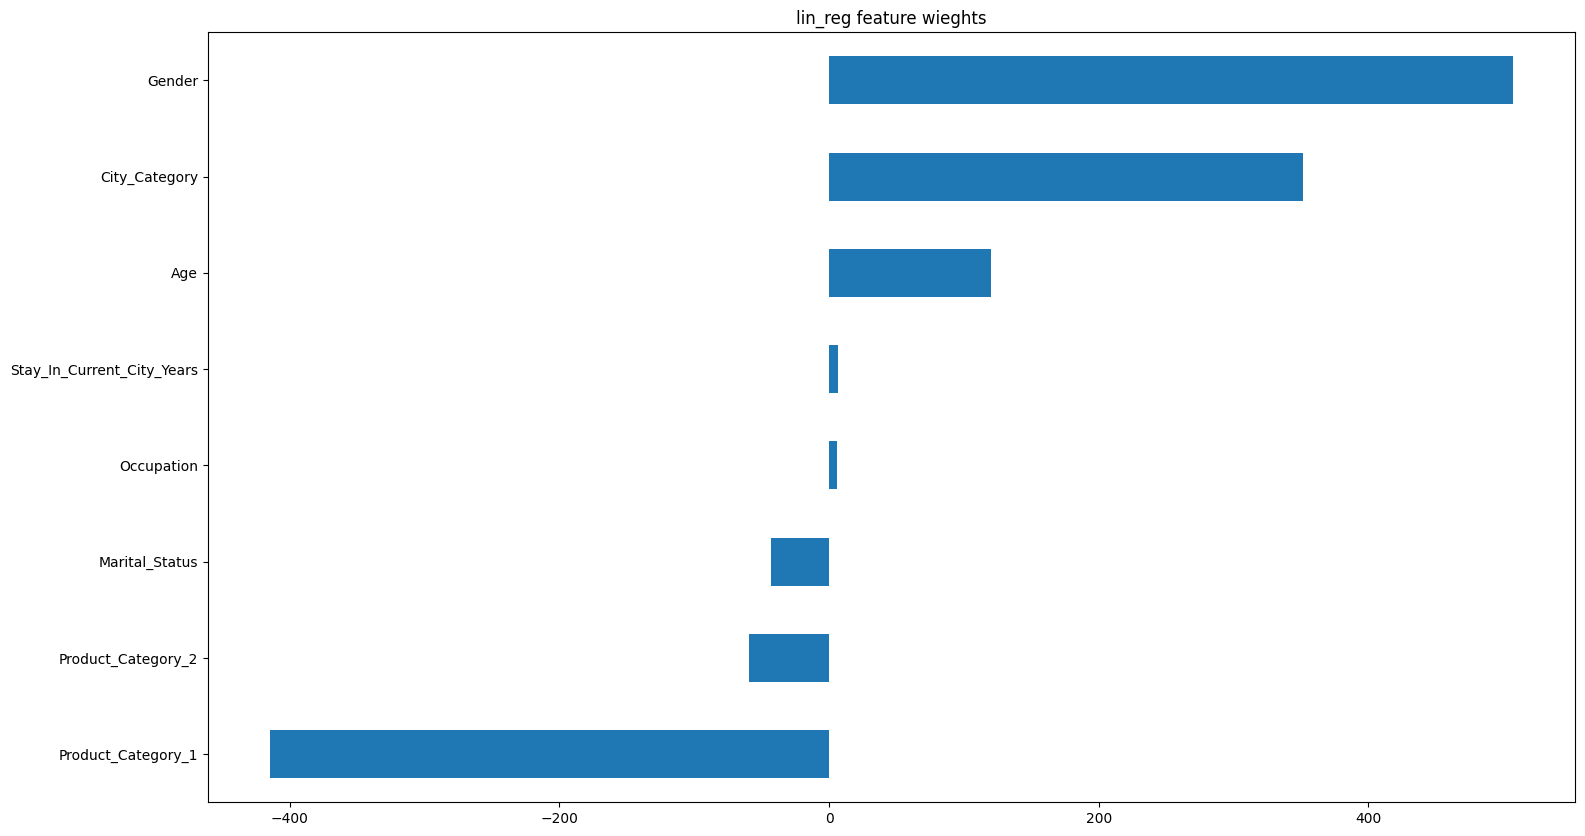 lin_reg feature wieghts
Gender
City_Category
Age
Stay_In_Current_City_Years
Occupation
Marital_Status
Product_Category_2
Product_Category_1
−400 −200 0 200 400